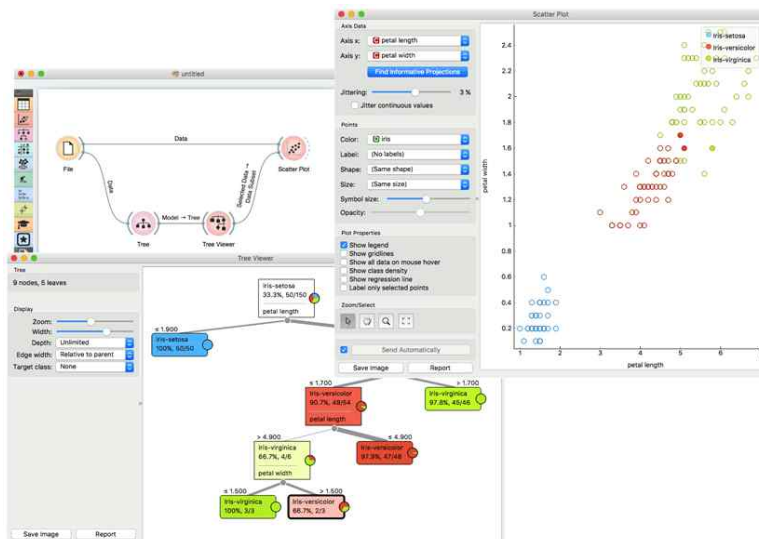 Scatter Plot
Axis Data
Axis x: C petal length
Axis y: C petal width
Find Informative Projections
Jittering: 3 %
Jitter continuous values
Points
Color: C iris
Label: (No labels)
Shape: (Same shape)
Size: (Same size)
Symbol size:
Opacity:
Plot Properties
Show legend
Show gridlines
Show all data on mouse hover
Show class density
Show regression line
Label only selected points
Zoom/Select
Send Automatically
Save Image Report
petal width
2.4
2.2
2
1.8
1.6
1.4
1.2
1
0.8
0.6
0.4
0.2
1 2 3 4 5 6
petal length
Iris-setosa
Iris-versicolor
Iris-virginica
untitled
File
Data
Data
Tree
Model → Tree
Tree Viewer
Selected Data →
Data Subset
Scatter Plot
Tree Viewer
Tree
9 nodes, 5 leaves
Display
Zoom:
Width:
Depth: Unlimited
Edge width: Relative to parent
Target class: None
Save Image Report
Iris-setosa
33.3%, 50/150
petal length
≤ 1.900
Iris-setosa
100%, 50/50
≤ 1.700
Iris-versicolor
90.7%, 49/54
petal length
> 1.700
Iris-virginica
97.8%, 45/46
> 4.900
Iris-virginica
66.7%, 4/6
petal width
≤ 4.900
Iris-versicolor
97.9%, 47/48
≤ 1.500
Iris-virginica
100%, 3/3
> 1.500
Iris-versicolor
66.7%, 2/3